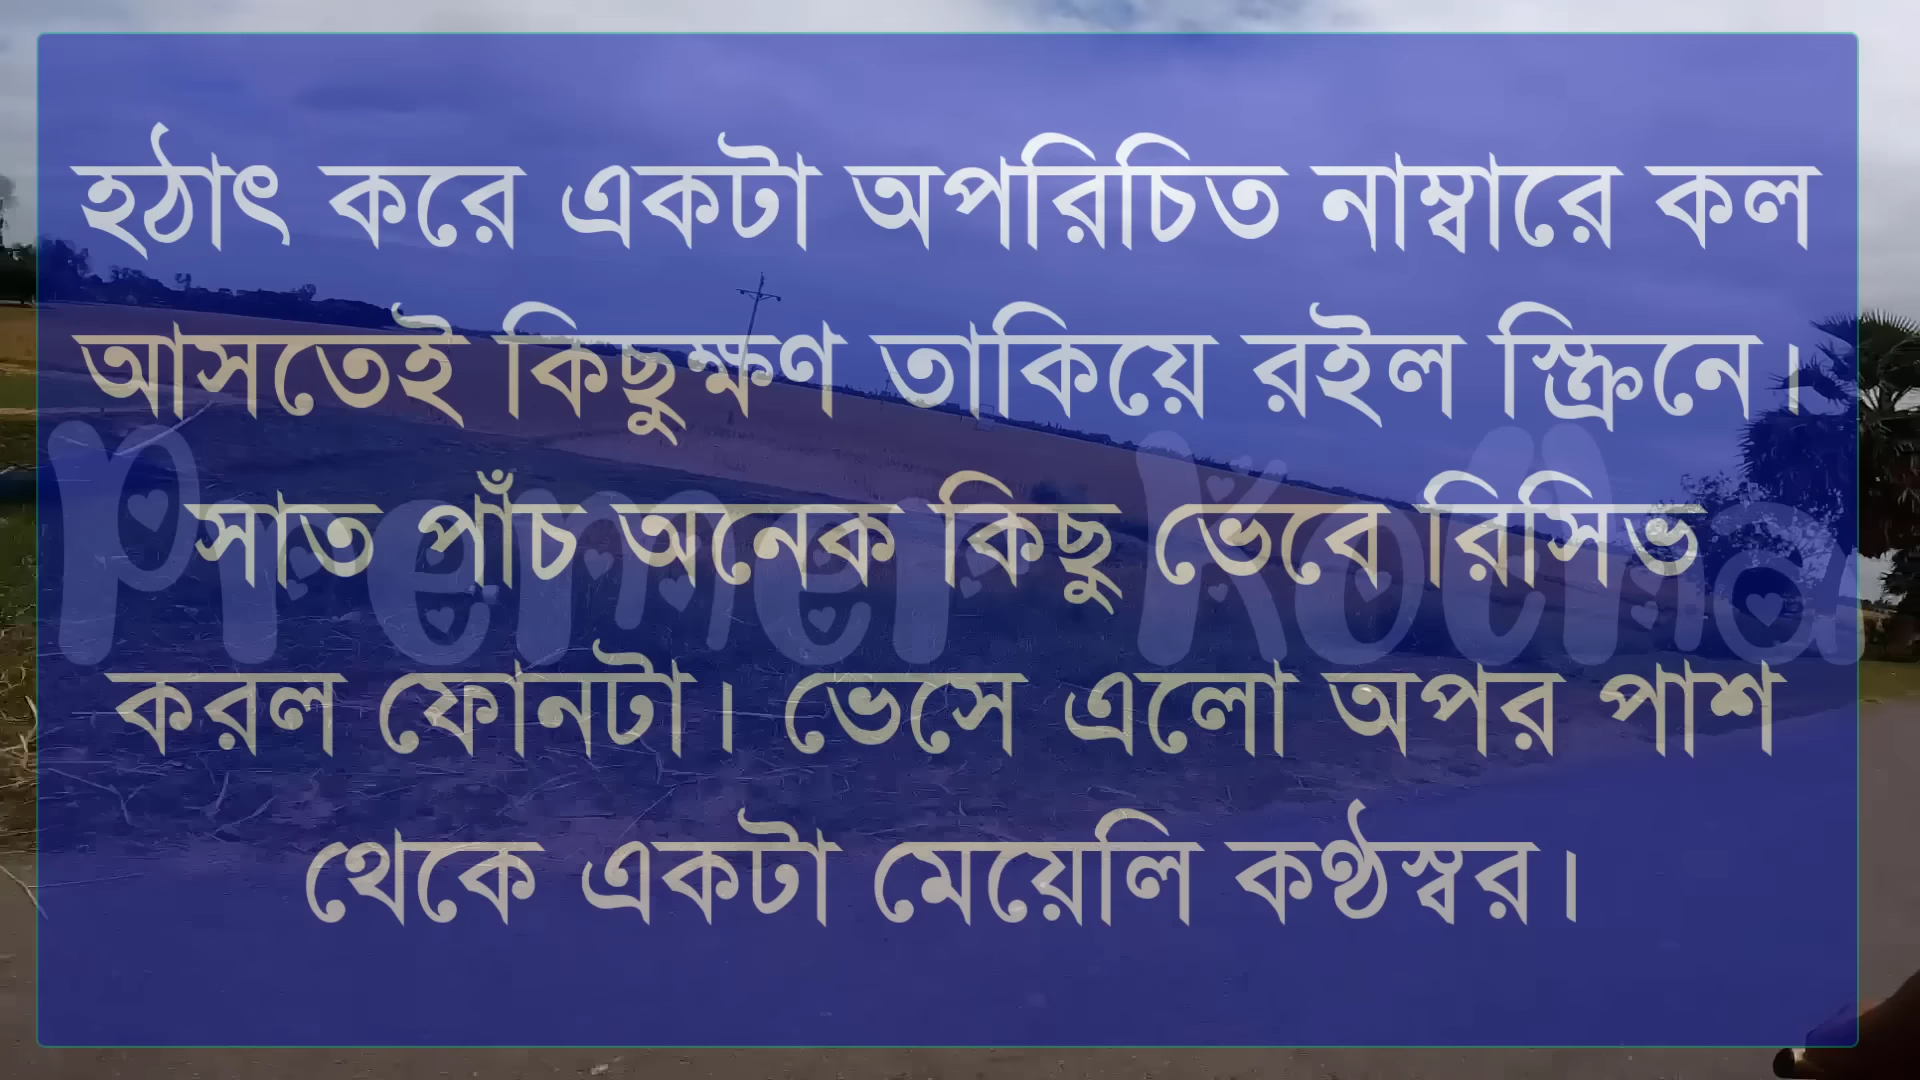 হঠাৎ করে একটা অপরিচিত নাম্বারে কল
আসতেই কিছুক্ষণ তাকিয়ে রইল স্ক্রিনে।
সাত পাঁচ অনেক কিছু ভেবে রিসিভ
Premer Kotha
করল ফোনটা। ভেসে এলো অপর পাশ
থেকে একটা মেয়েলি কণ্ঠস্বর।